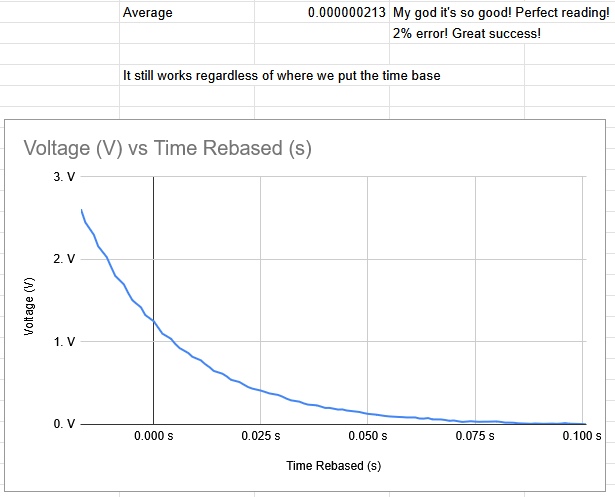 Average 0.000000213 My god it's so good! Perfect reading!
2% error! Great success!
It still works regardless of where we put the time base
Voltage (V) vs Time Rebased (s)
3. V
2. V
1. V
0. V
Voltage (V)
0.000 s 0.025 s 0.050 s 0.075 s 0.100 s
Time Rebased (s)